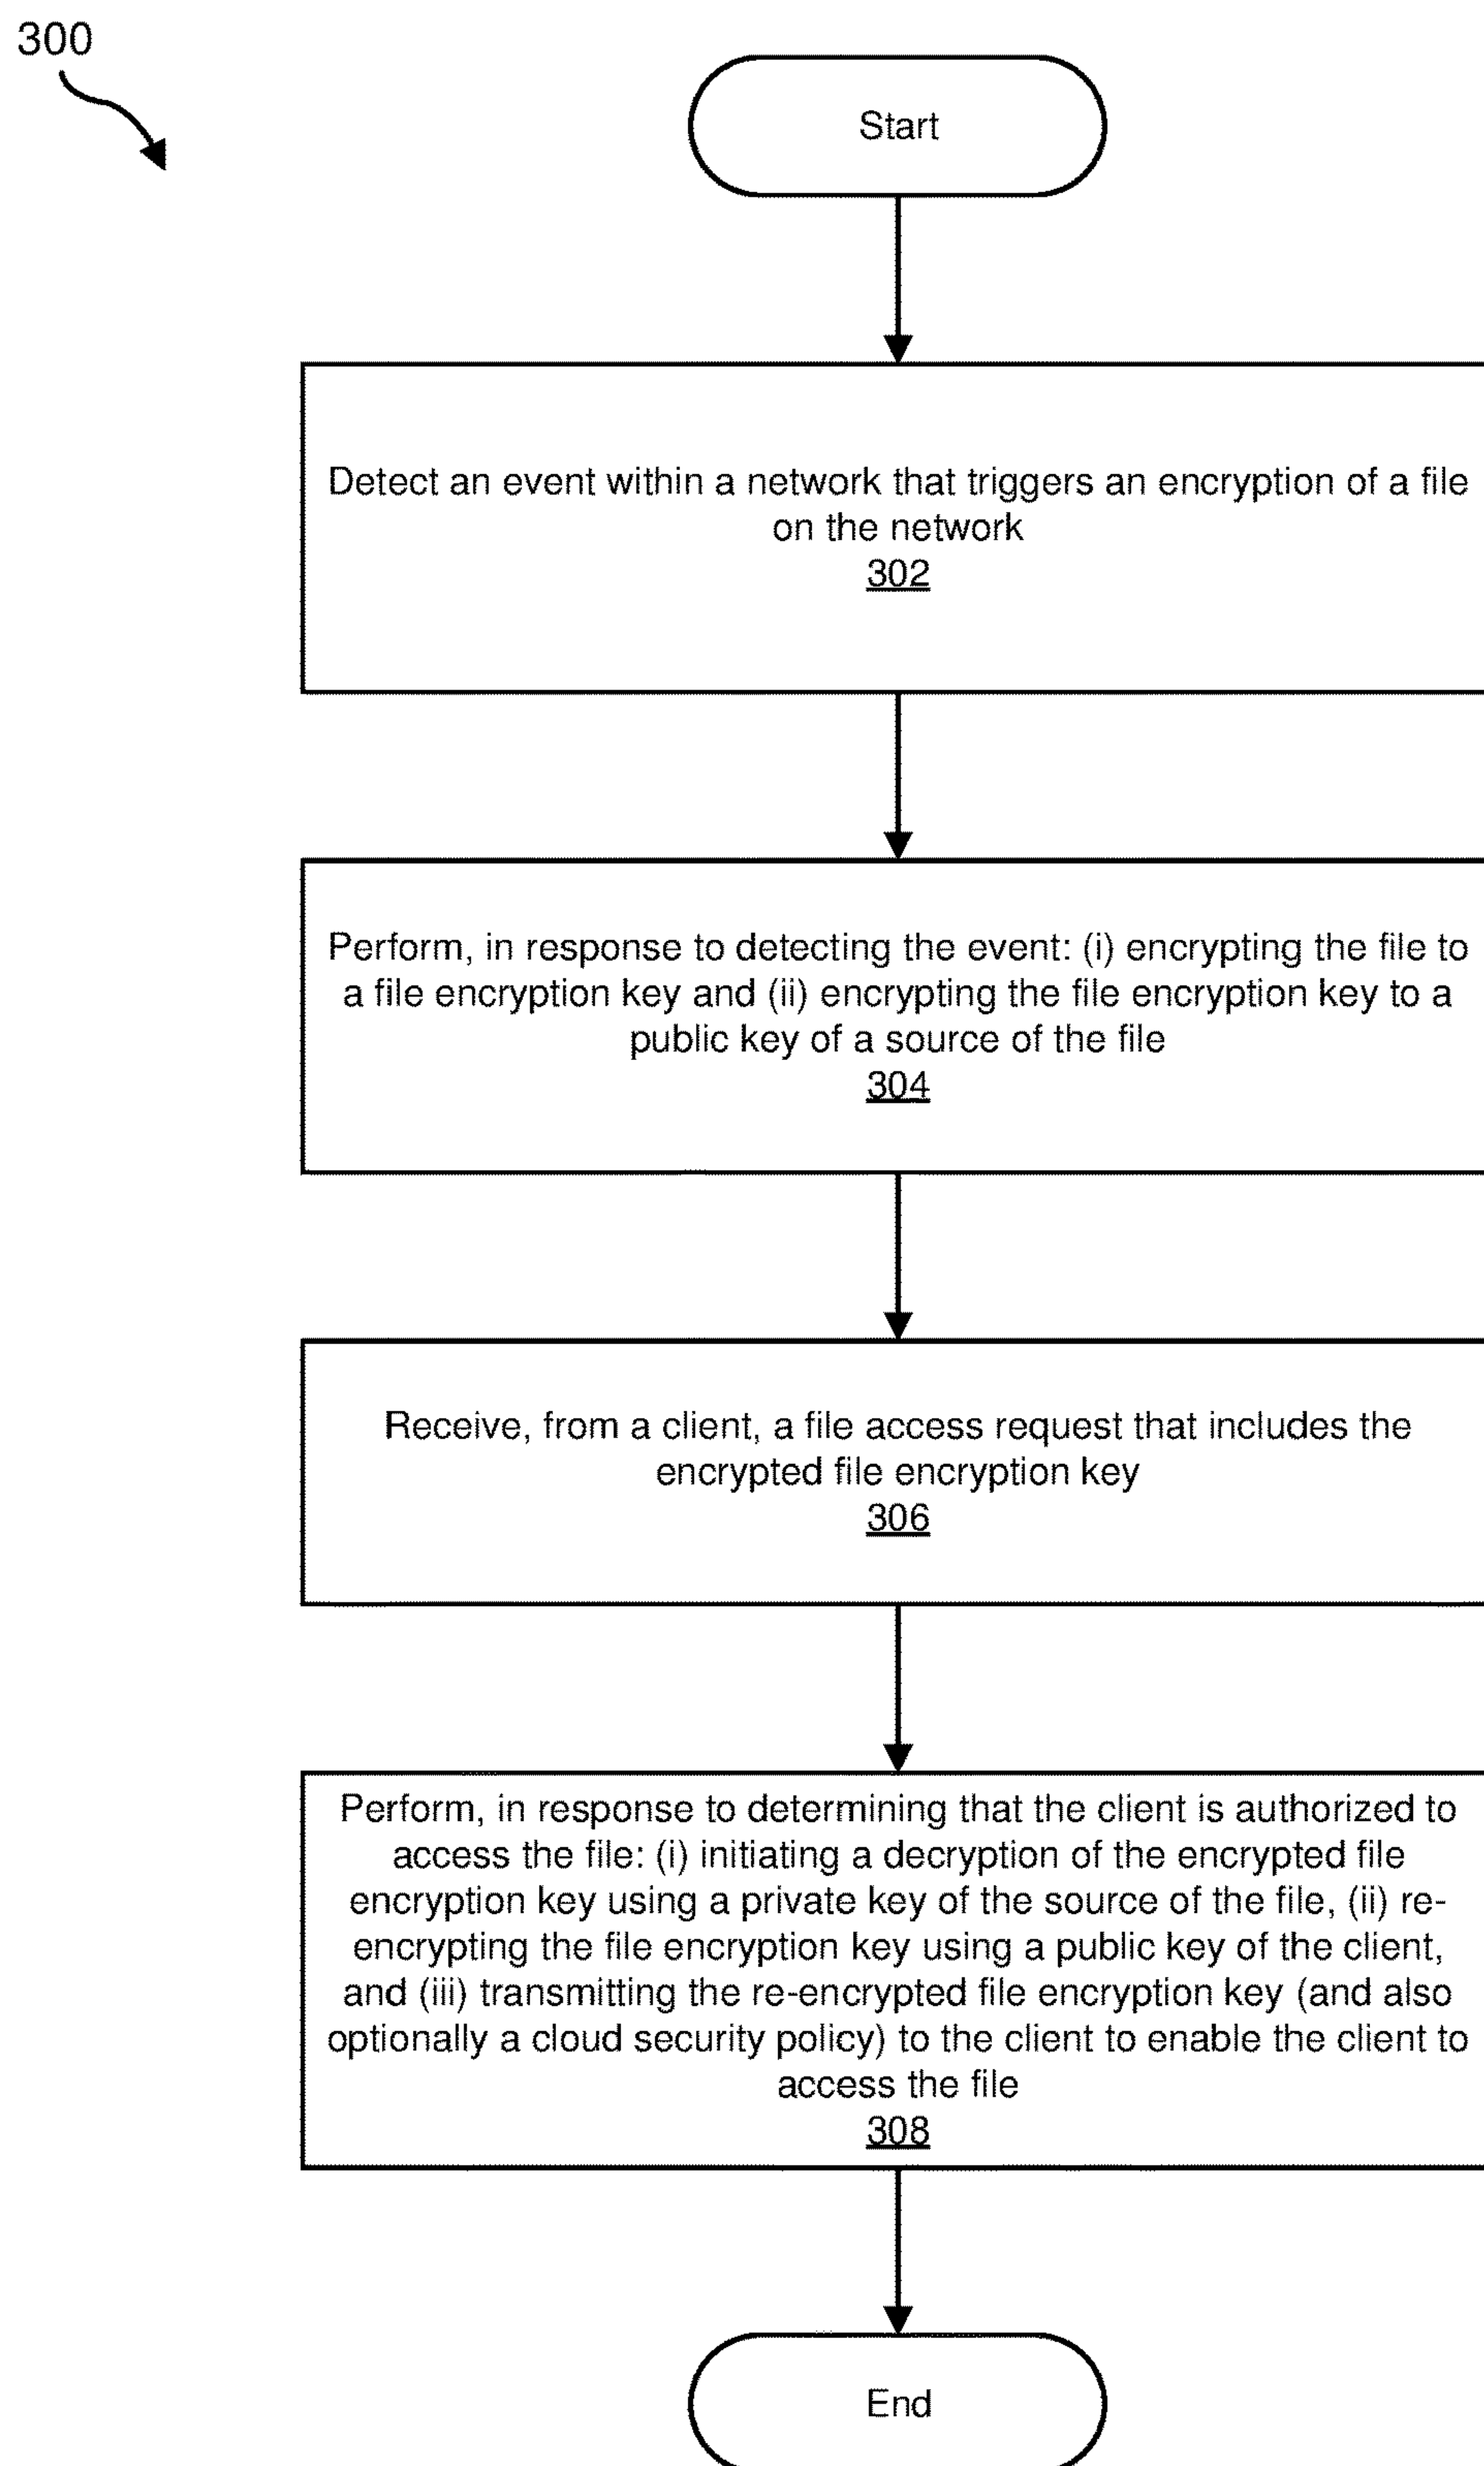 300
Start
Detect an event within a network that triggers an encryption of a file
on the network
302
Perform, in response to detecting the event: (i) encrypting the file to
a file encryption key and (ii) encrypting the file encryption key to a
public key of a source of the file
304
Receive, from a client, a file access request that includes the
encrypted file encryption key
306
Perform, in response to determining that the client is authorized to
access the file: (i) initiating a decryption of the encrypted file
encryption key using a private key of the source of the file, (ii) re-
encrypting the file encryption key using a public key of the client,
and (iii) transmitting the re-encrypted file encryption key (and also
optionally a cloud security policy) to the client to enable the client to
access the file
308
End